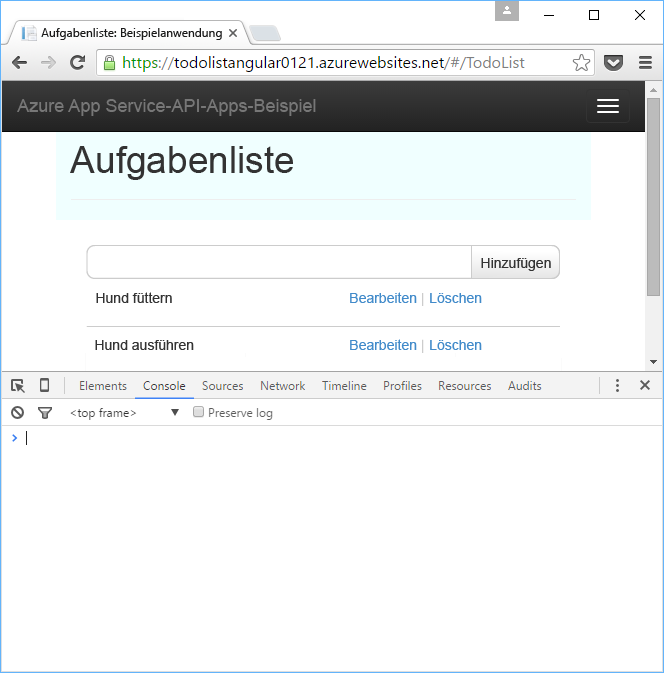 Aufgabenliste: Beispielanwendung
https://todolistangular0121.azurewebsites.net/#/TodoList
Azure App Service-API-Apps-Beispiel
Aufgabenliste
Hinzufügen
Hund füttern Bearbeiten | Löschen
Hund ausführen Bearbeiten | Löschen
Elements Console Sources Network Timeline Profiles Resources Audits
<top frame> Preserve log